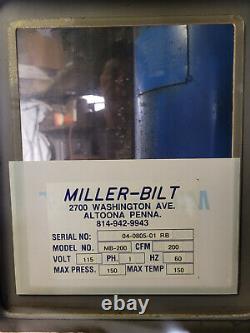 MILLER-BILT
2700 WASHINGTON AVE.
ALTOONA PENNA.
814-942-9943
SERIAL NO: 04-0805-01 RB
MODEL NO. MB-200 CFM 200
VOLT 115 PH. 1 HZ 60
MAX PRESS. 150 MAX TEMP 150